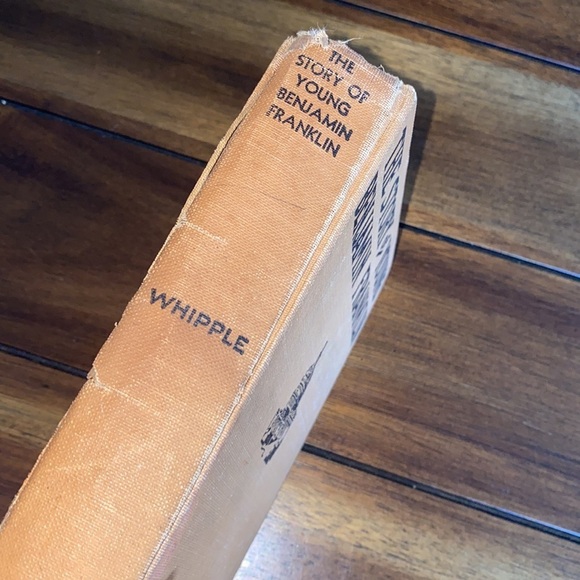 THE
STORY OF
YOUNG
BENJAMIN
FRANKLIN
WHIPPLE